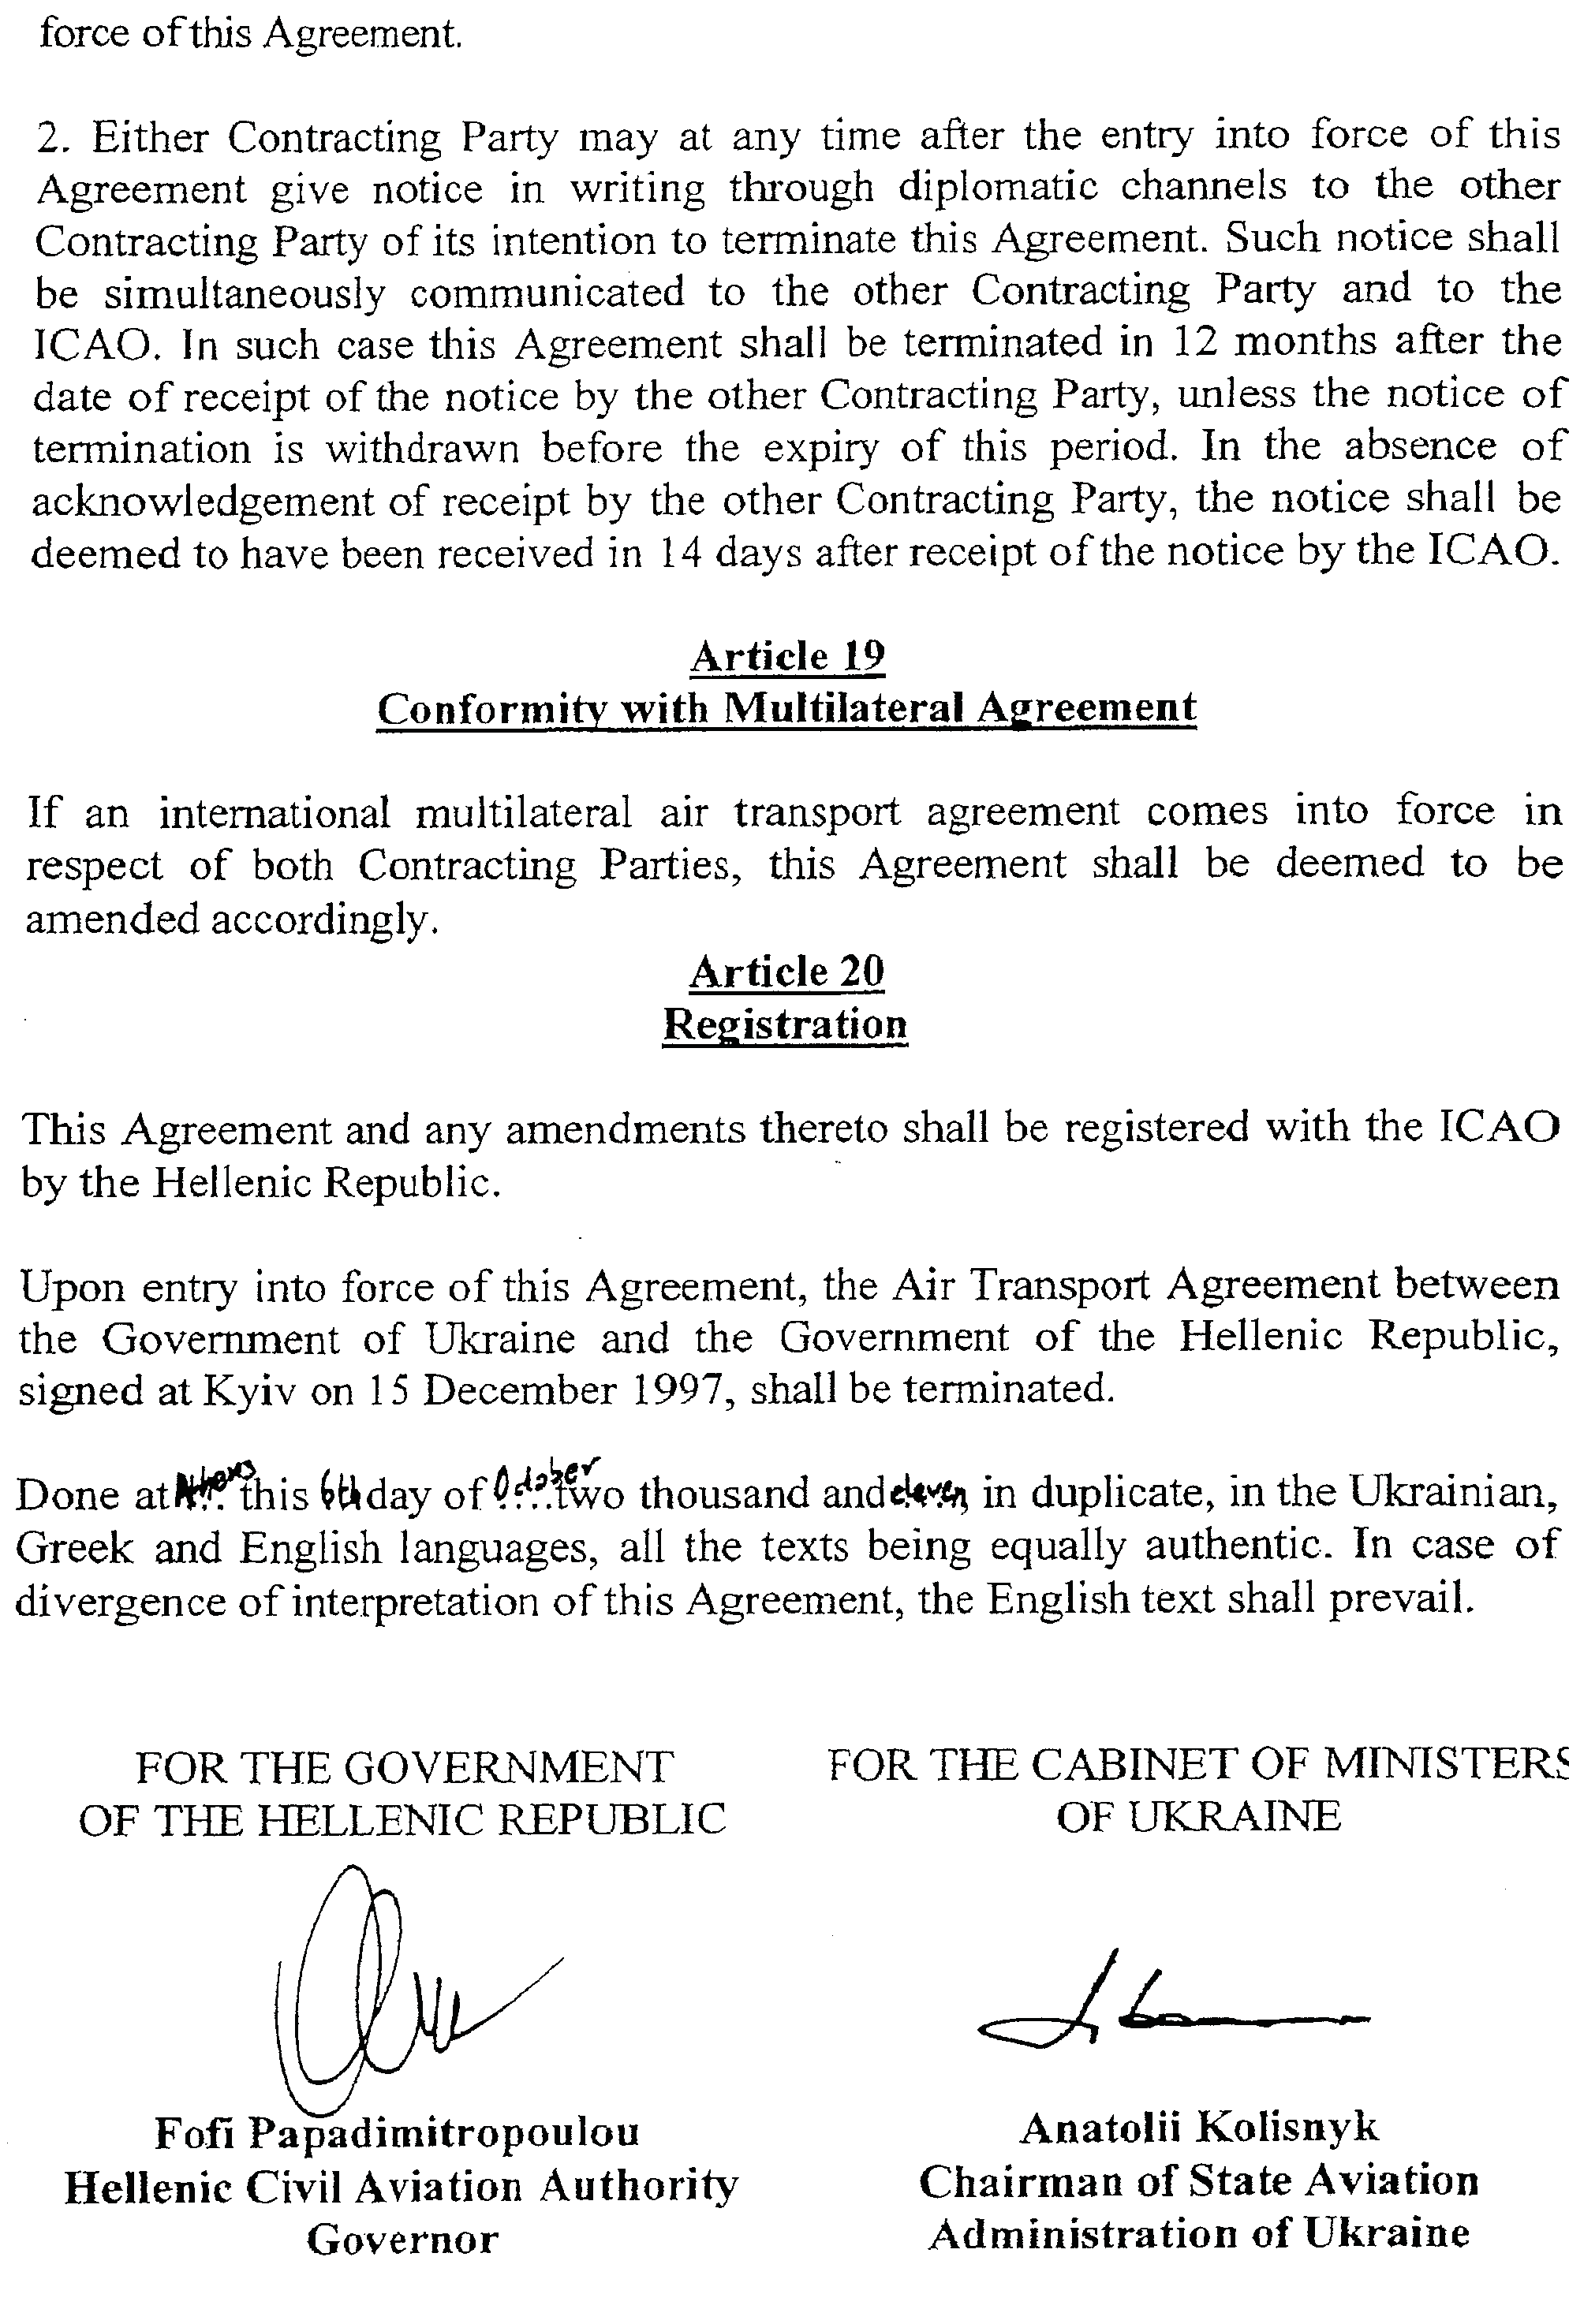 force of this Agreement.
2. Either Contracting Party may at any time after the entry into force of this
Agreement give notice in writing through diplomatic channels to the other
Contracting Party of its intention to terminate this Agreement. Such notice shall
be simultaneously communicated to the other Contracting Party and to the
ICAO. In such case this Agreement shall be terminated in 12 months after the
date of receipt of the notice by the other Contracting Party, unless the notice of
termination is withdrawn before the expiry of this period. In the absence of
acknowledgement of receipt by the other Contracting Party, the notice shall be
deemed to have been received in 14 days after receipt of the notice by the ICAO.
Article 19
Conformity with Multilateral Agreement
If an international multilateral air transport agreement comes into force in
respect of both Contracting Parties, this Agreement shall be deemed to be
amended accordingly.
Article 20
Registration
This Agreement and any amendments thereto shall be registered with the ICAO
by the Hellenic Republic.
Upon entry into force of this Agreement, the Air Transport Agreement between
the Government of Ukraine and the Government of the Hellenic Republic,
signed at Kyiv on 15 December 1997, shall be terminated.
Done at Athens this 6th day of October two thousand and eleven in duplicate, in the Ukrainian,
Greek and English languages, all the texts being equally authentic. In case of
divergence of interpretation of this Agreement, the English text shall prevail.
FOR THE GOVERNMENT
OF THE HELLENIC REPUBLIC
FOR THE CABINET OF MINISTERS
OF UKRAINE
Fofi Papadimitropoulou
Hellenic Civil Aviation Authority
Governor
Anatolii Kolisnyk
Chairman of State Aviation
Administration of Ukraine